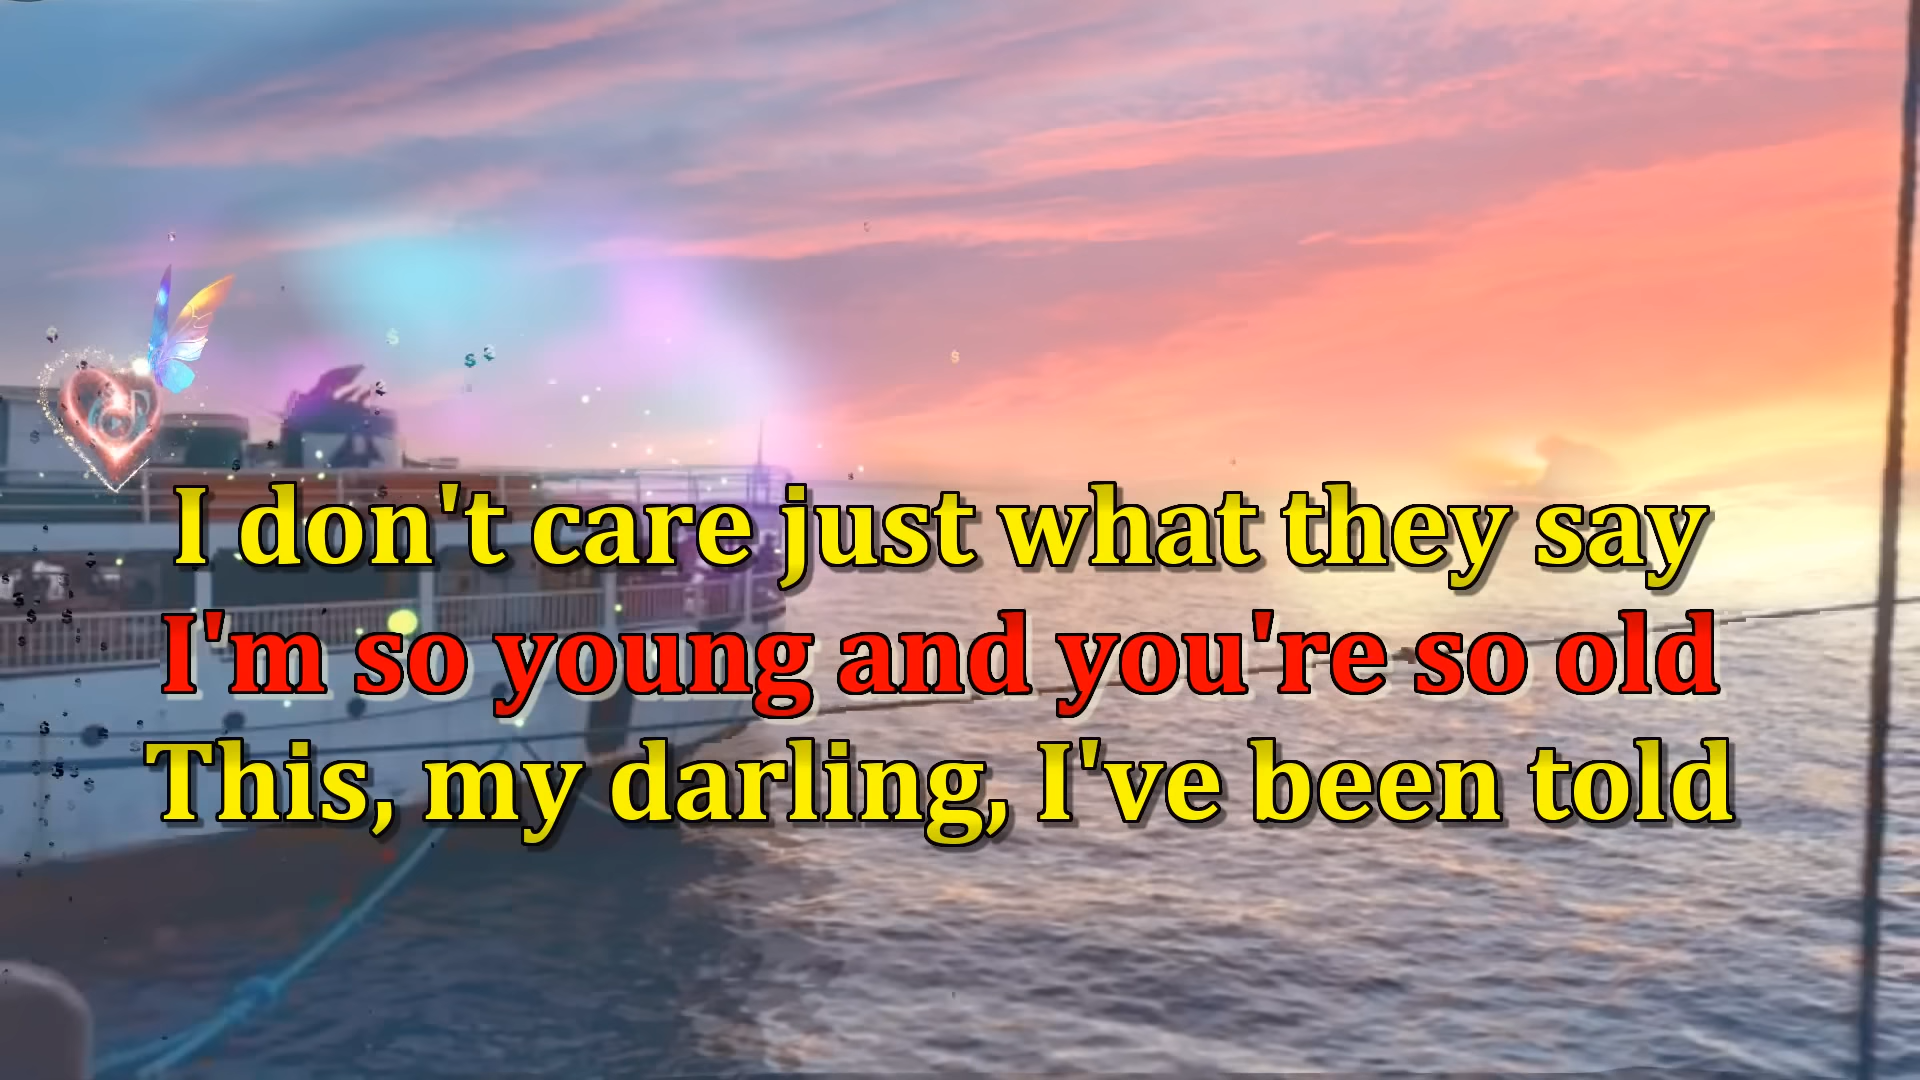 I don't care just what they say
I'm so young and you're so old
This, my darling, I've been told